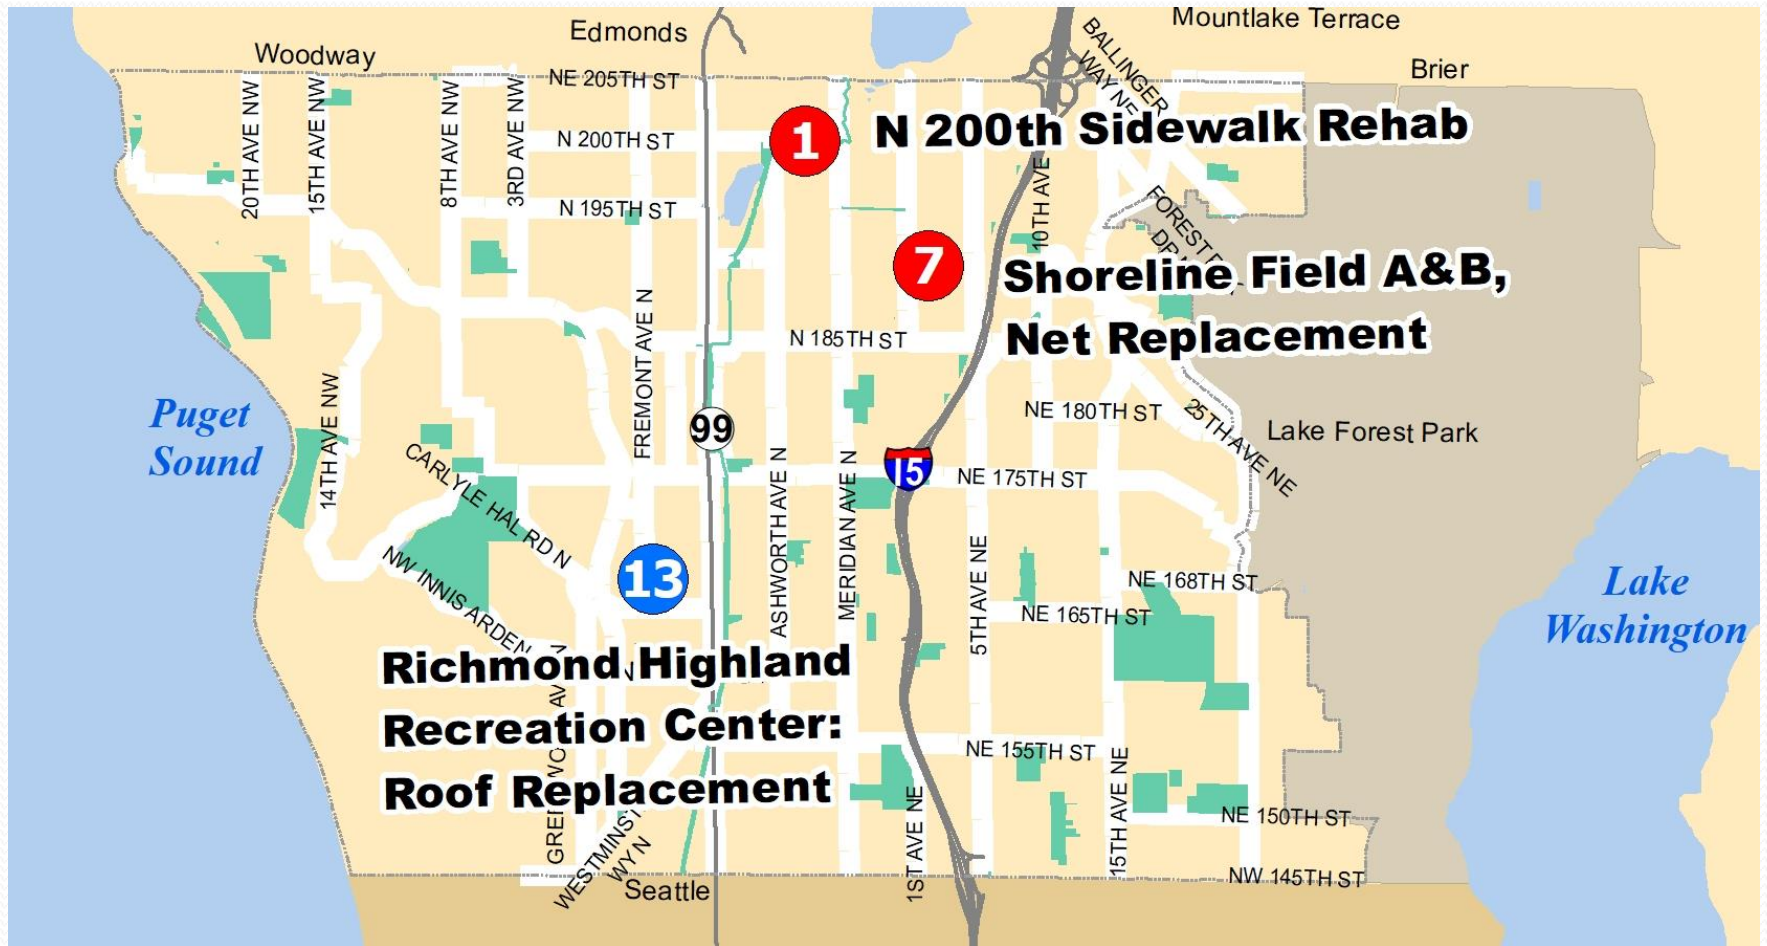 Mountlake Terrace
Edmonds
Woodway
Brier
BALLINGER
WAY NE
NE 205TH ST
20TH AVE NW
15TH AVE NW
8TH AVE NW
3RD AVE NW
N 200TH ST
1
N 200th Sidewalk Rehab
N 195TH ST
10TH AVE
FOREST P
DR
7
Shoreline Field A&B,
Net Replacement
N 185TH ST
FREMONT AVE N
14TH AVE NW
Puget
Sound
99
NE 180TH ST
25TH AVE NE
Lake Forest Park
CARLYLE HAL RD N
15
NE 175TH ST
ASHWORTH AVE N
MERIDIAN AVE N
5TH AVE NE
NW INNIS ARDEN
13
NE 168TH ST
NE 165TH ST
Lake
Washington
Richmond Highland
Recreation Center:
Roof Replacement
NE 155TH ST
15TH AVE NE
1ST AVE NE
NE 150TH ST
WESTMINST
WY N
Seattle
NW 145TH ST